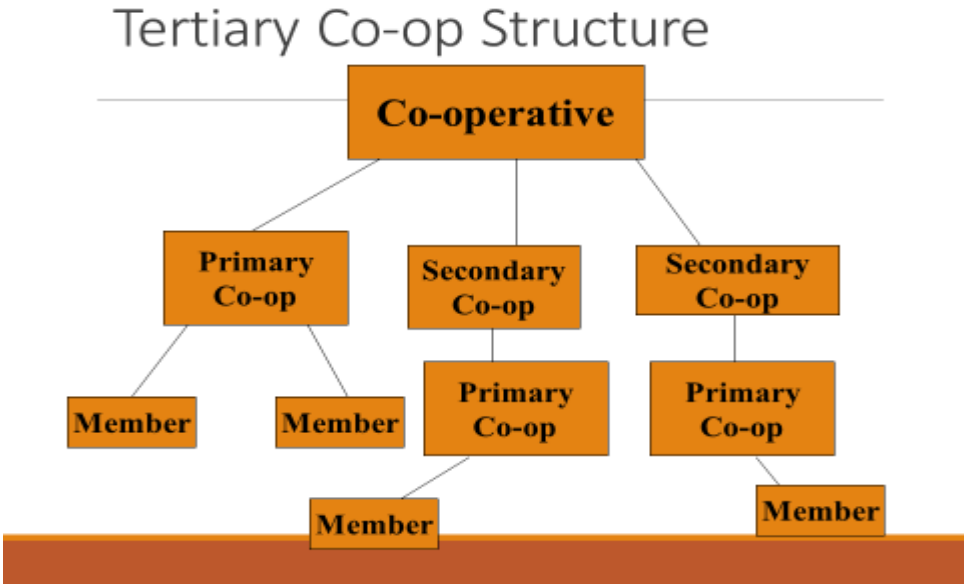 Tertiary Co-op Structure
Co-operative
Primary
Co-op
Secondary
Co-op
Secondary
Co-op
Member
Member
Primary
Co-op
Primary
Co-op
Member
Member